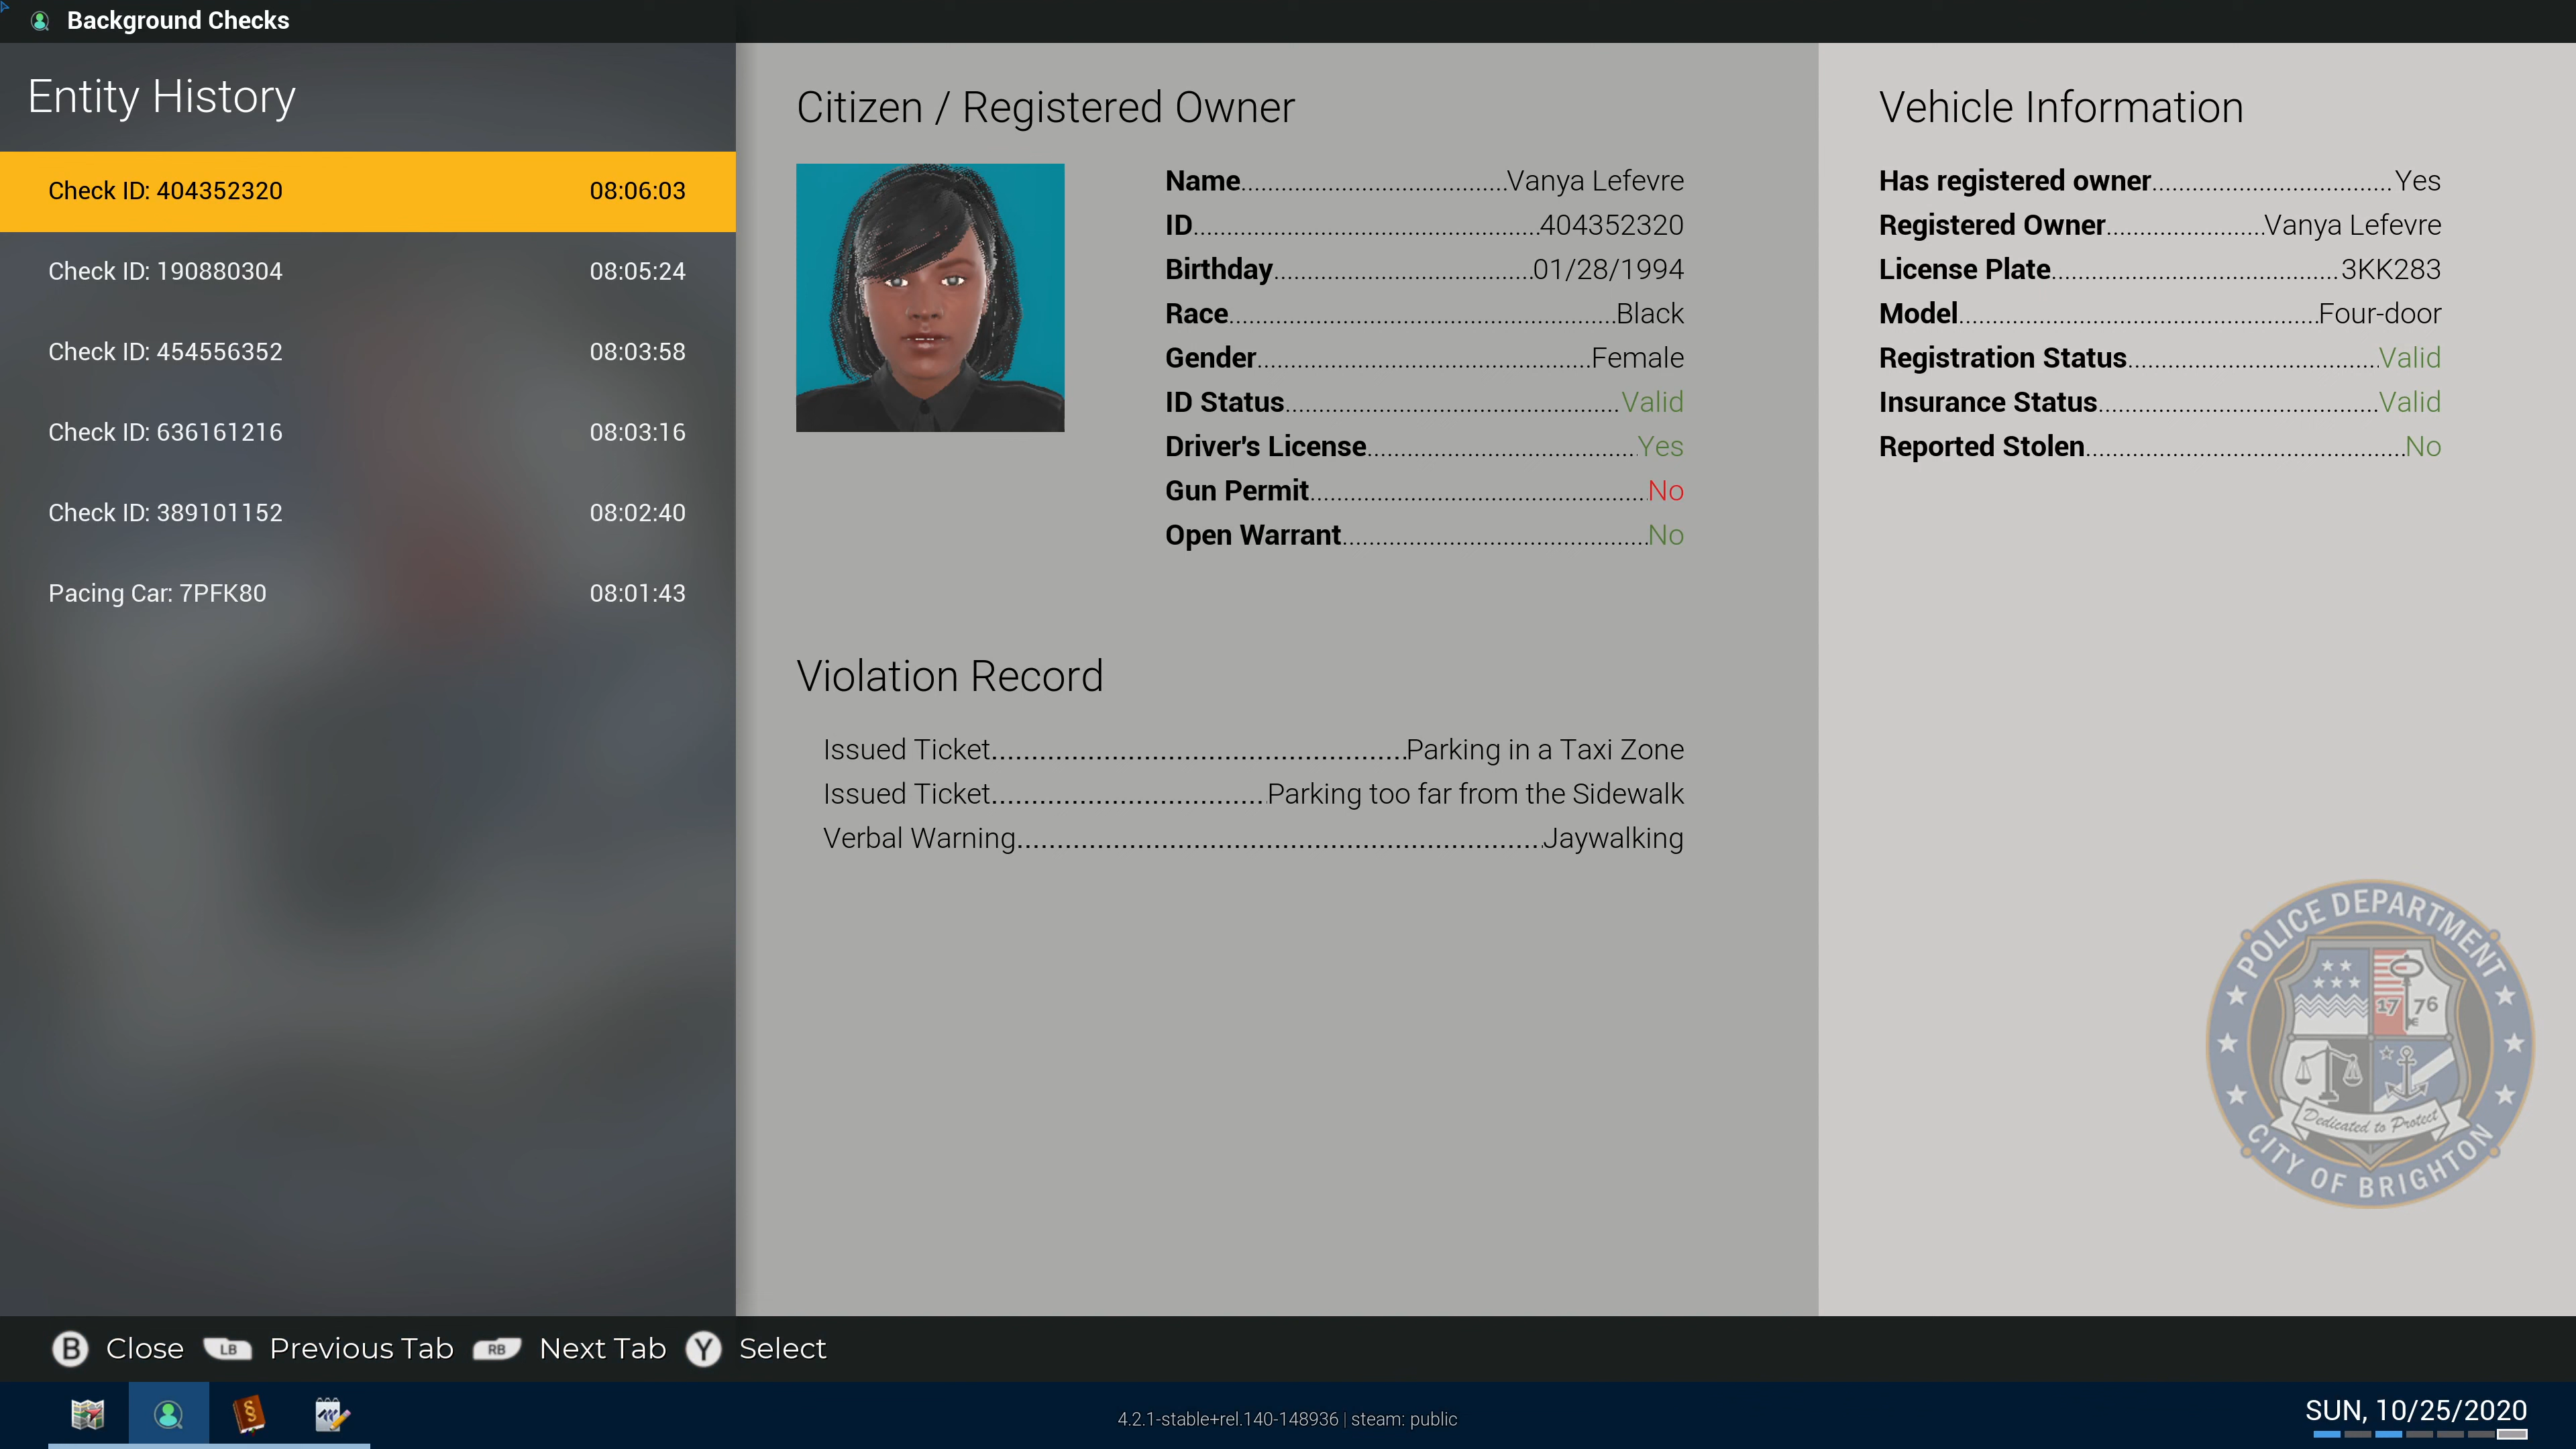 Background Checks
Entity History
Check ID: 404352320 08:06:03
Check ID: 190880304 08:05:24
Check ID: 454556352 08:03:58
Check ID: 636161216 08:03:16
Check ID: 389101152 08:02:40
Pacing Car: 7PFK80 08:01:43
Citizen / Registered Owner
Name Vanya Lefevre
ID 404352320
Birthday 01/28/1994
Race Black
Gender Female
ID Status Valid
Driver's License Yes
Gun Permit No
Open Warrant No
Violation Record
Issued Ticket Parking in a Taxi Zone
Issued Ticket Parking too far from the Sidewalk
Verbal Warning Jaywalking
Vehicle Information
Has registered owner Yes
Registered Owner Vanya Lefevre
License Plate 3KK283
Model Four-door
Registration Status Valid
Insurance Status Valid
Reported Stolen No
POLICE DEPARTMENT
17 76
Dedicated to Protect
CITY OF BRIGHTON
B Close LB Previous Tab RB Next Tab Y Select
4.2.1-stable+rel.140-148936 | steam: public
SUN, 10/25/2020